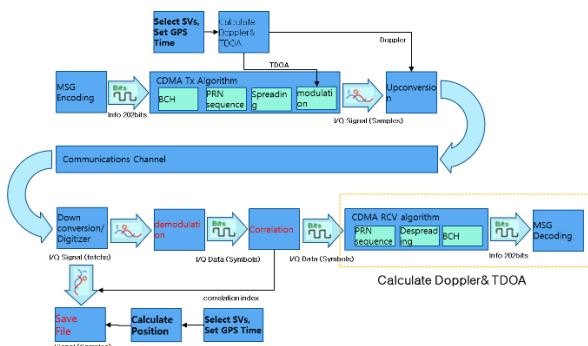 Select SVs,
Set GPS
Time
Calculate
Doppler&
TDOA
Doppler
TDOA
MSG
Encoding
Bits
Info 202bits
CDMA Tx Algorithm
BCH
PRN
sequence
Spreadin
g
modulati
on
I/Q Signal (Samples)
Upconversio
n
Communications Channel
Down
conversion/
Digitizer
I/Q Signal (fetchs)
demodulati
on
Bits
I/Q Data (Symbols)
Correlation
Bits
I/Q Data (Symbols)
CDMA RCV algorithm
PRN
sequence
Desprea
ding
BCH
Bits
Info 202bits
MSG
Decoding
Calculate Doppler& TDOA
correlation index
Save
File
Calculate
Position
Select SVs,
Set GPS Time